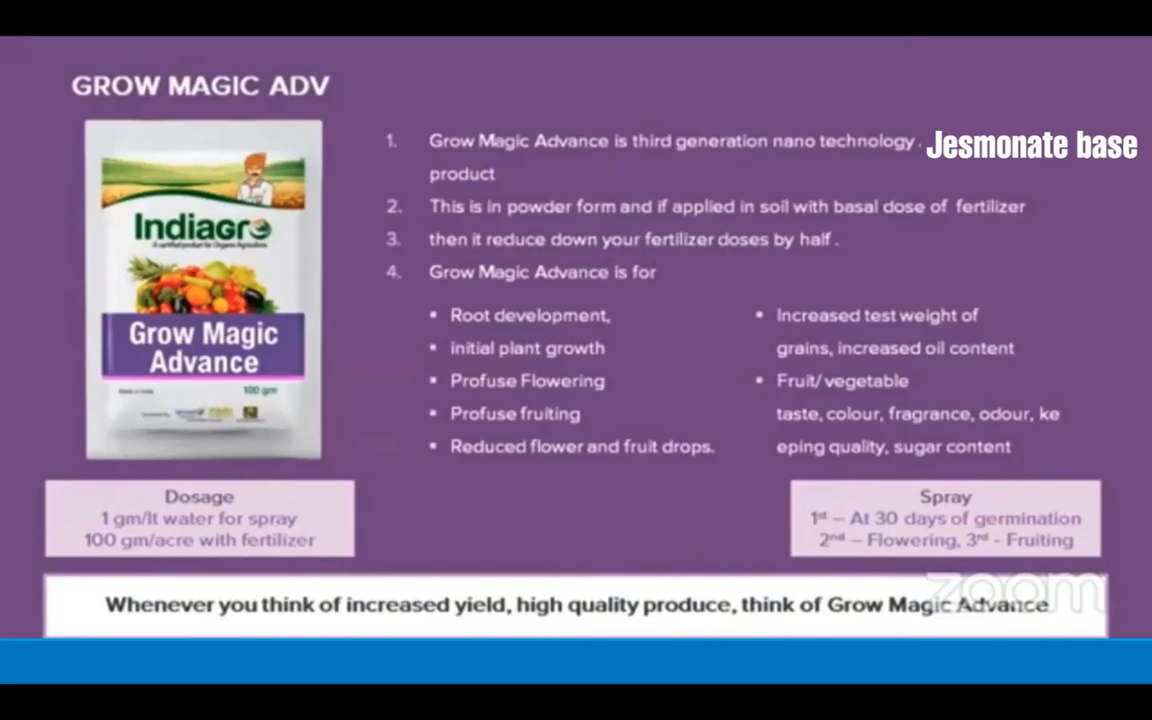 GROW MAGIC ADV
Indiagro
A certified product for Organic Agriculture
Grow Magic
Advance
100 gm
1. Grow Magic Advance is third generation nano technology . Jesmonate base
product
2. This is in powder form and if applied in soil with basal dose of fertilizer
3. then it reduce down your fertilizer doses by half .
4. Grow Magic Advance is for
▪ Root development,
▪ initial plant growth
▪ Profuse Flowering
▪ Profuse fruiting
▪ Reduced flower and fruit drops.
▪ Increased test weight of
grains, increased oil content
▪ Fruit/ vegetable
taste, colour, fragrance, odour, ke
eping quality, sugar content
Dosage
1 gm/lt water for spray
100 gm/acre with fertilizer
Spray
1st – At 30 days of germination
2nd – Flowering, 3rd - Fruiting
Whenever you think of increased yield, high quality produce, think of Grow Magic Advance
zoom